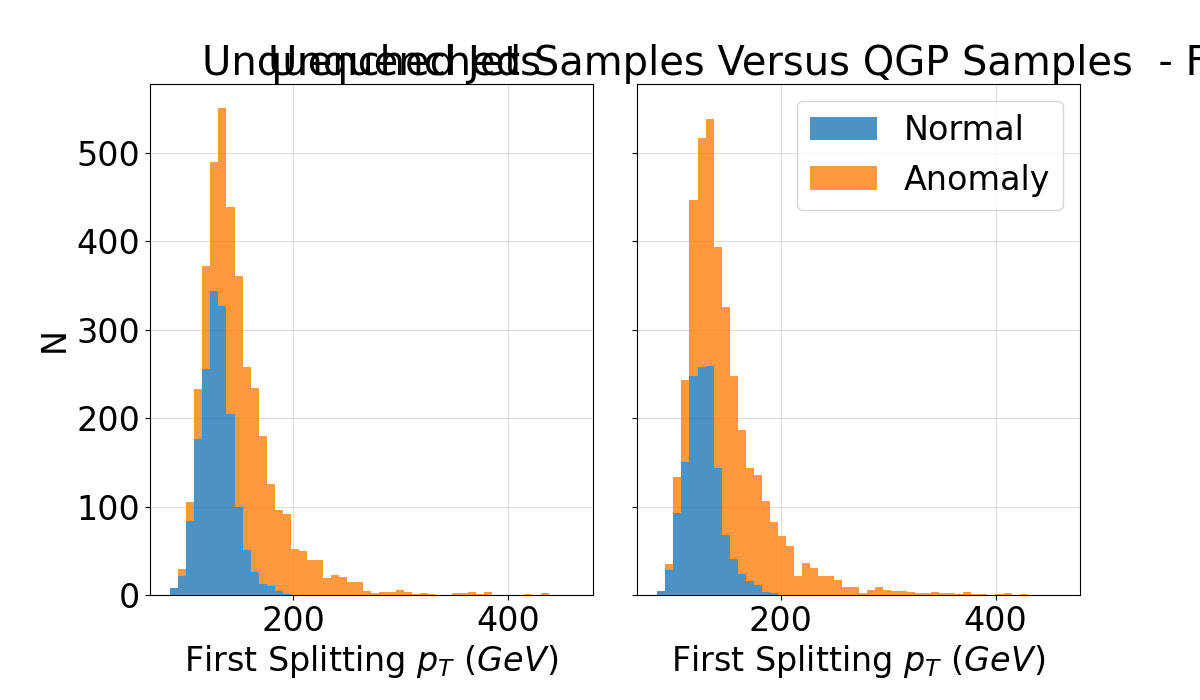 Samples Versus QGP Samples -
500
400
300
200
100
0
N
200
400
First Splitting p_T (GeV)
Normal
Anomaly
200
400
First Splitting p_T (GeV)